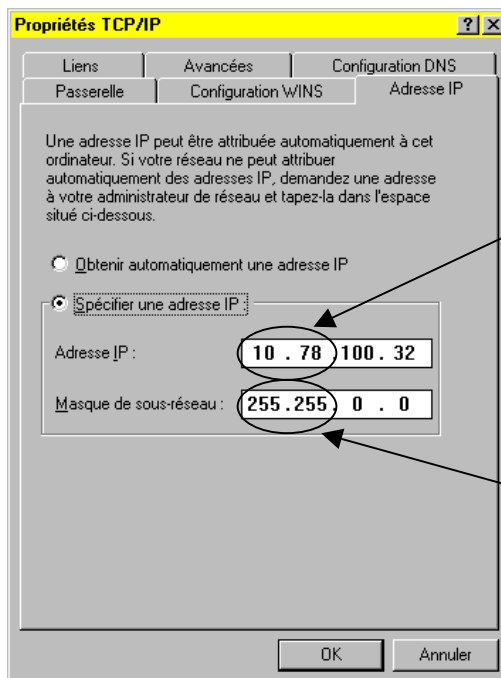 Propriétés TCP/IP
Liens Avancées Configuration DNS
Passerelle Configuration WINS Adresse IP
Une adresse IP peut être attribuée automatiquement à cet
ordinateur. Si votre réseau ne peut attribuer
automatiquement des adresses IP, demandez une adresse
à votre administrateur de réseau et tapez-la dans l'espace
situé ci-dessous.
Obtenir automatiquement une adresse IP
Spécifier une adresse IP :
Adresse IP : 10 . 78 . 100 . 32
Masque de sous-réseau : 255 . 255 . 0 . 0
OK Annuler